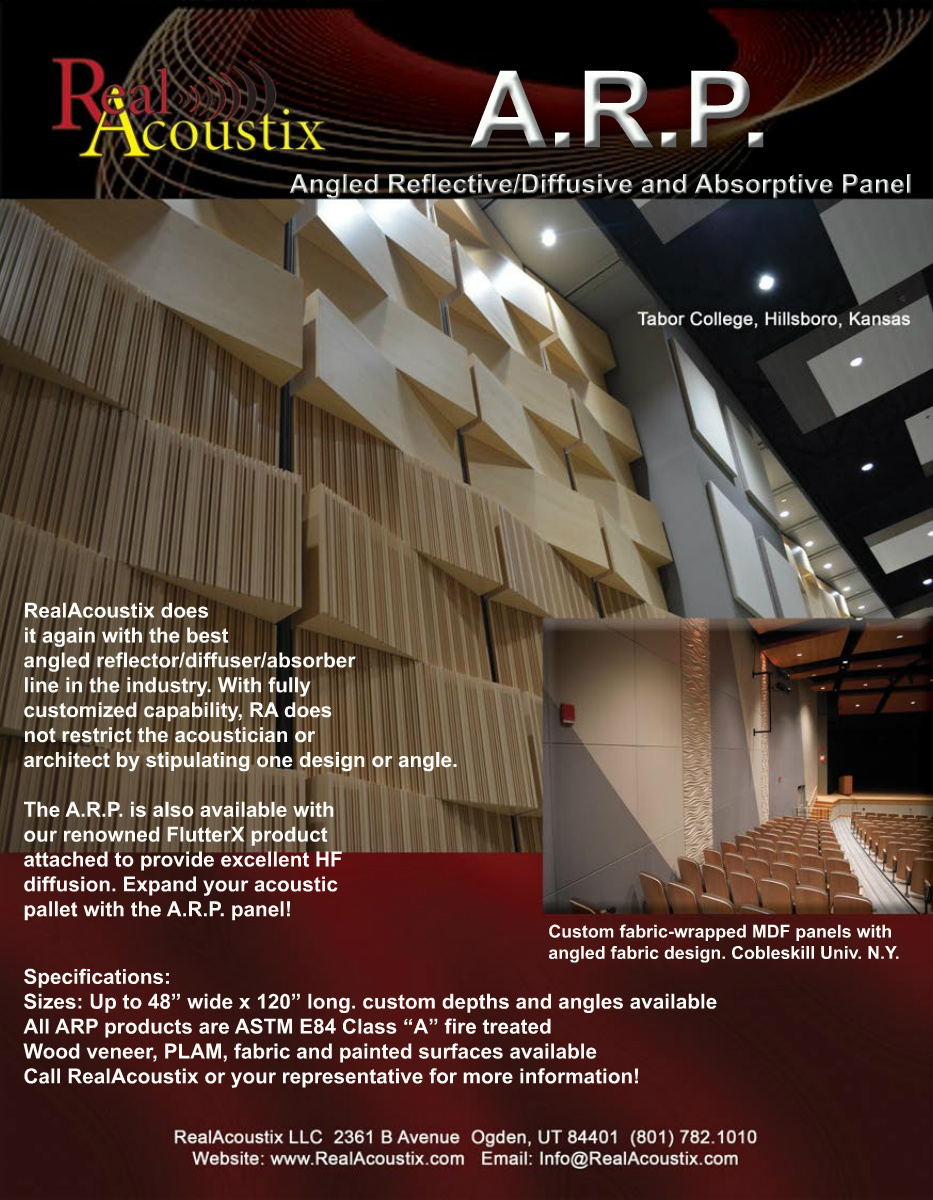 Real
Acoustix
A.R.P.
Angled Reflective/Diffusive and Absorptive Panel
Tabor College, Hillsboro, Kansas
RealAcoustix does
it again with the best
angled reflector/diffuser/absorber
line in the industry. With fully
customized capability, RA does
not restrict the acoustician or
architect by stipulating one design or angle.
The A.R.P. is also available with
our renowned FlutterX product
attached to provide excellent HF
diffusion. Expand your acoustic
pallet with the A.R.P. panel!
Custom fabric-wrapped MDF panels with
angled fabric design. Cobleskill Univ. N.Y.
Specifications:
Sizes: Up to 48” wide x 120” long. custom depths and angles available
All ARP products are ASTM E84 Class “A” fire treated
Wood veneer, PLAM, fabric and painted surfaces available
Call RealAcoustix or your representative for more information!
RealAcoustix LLC 2361 B Avenue Ogden, UT 84401 (801) 782.1010
Website: www.RealAcoustix.com Email: Info@RealAcoustix.com